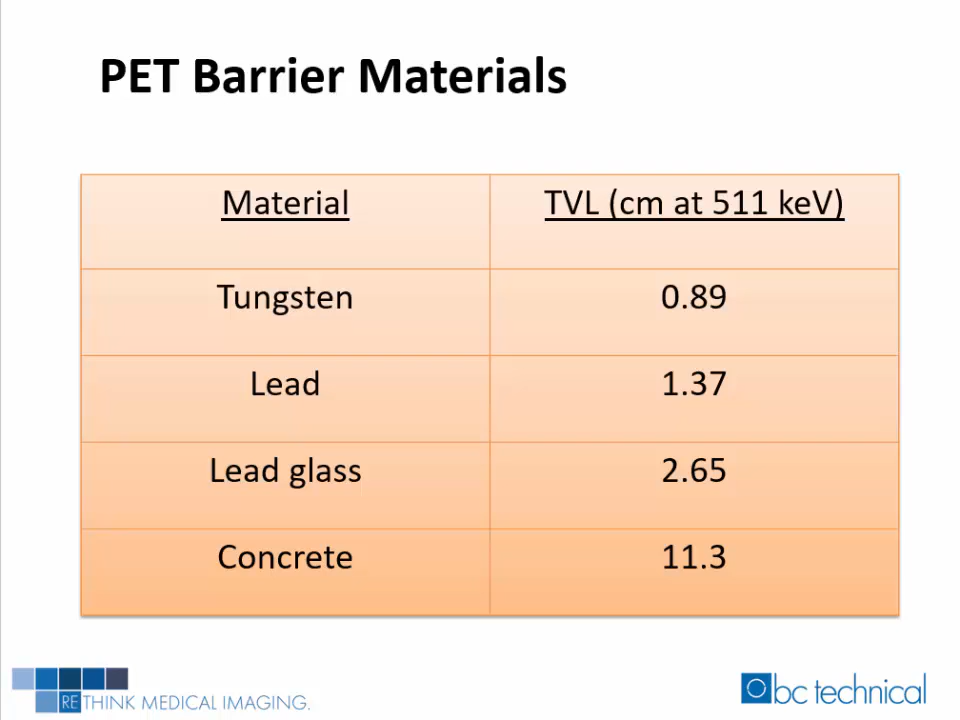 PET Barrier Materials
Material TVL (cm at 511 keV)
Tungsten 0.89
Lead 1.37
Lead glass 2.65
Concrete 11.3
RETHINK MEDICAL IMAGING.
bc technical